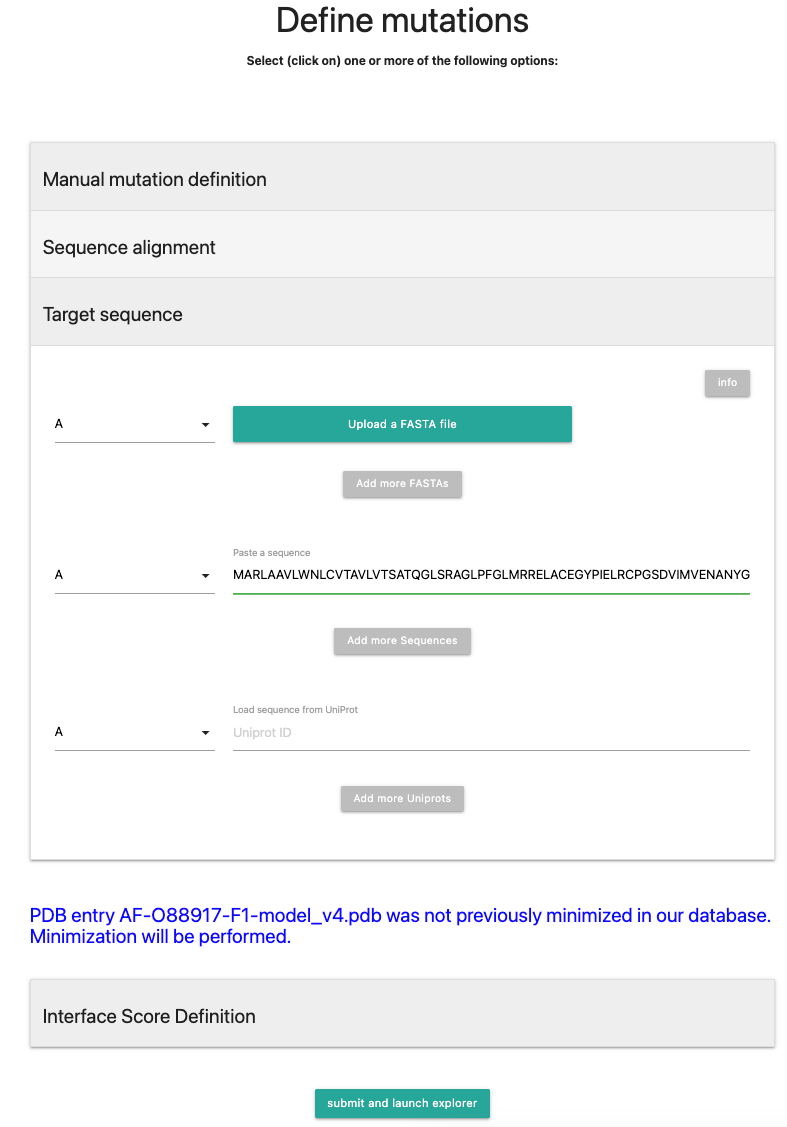 Define mutations
Select (click on) one or more of the following options:
Manual mutation definition
Sequence alignment
Target sequence
info
A
Upload a FASTA file
Add more FASTAs
Paste a sequence
A
MARLAAVLWNLCVTAVLVTSATQGLSRAGLPFGLMRRELACEGYPIELRCPGSDVIMVENANYG
Add more Sequences
Load sequence from UniProt
A
Uniprot ID
Add more Uniprots
PDB entry AF-O88917-F1-model_v4.pdb was not previously minimized in our database.
Minimization will be performed.
Interface Score Definition
submit and launch explorer